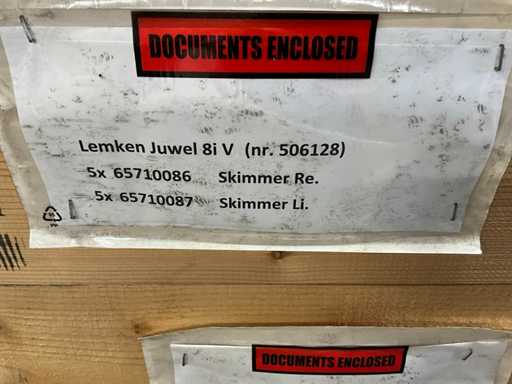 DOCUMENTS ENCLOSED
Lemken Juwel 8i V (nr. 506128)
5x 65710086 Skimmer Re.
5x 65710087 Skimmer Li.
DOCUMENTS ENCLOSED